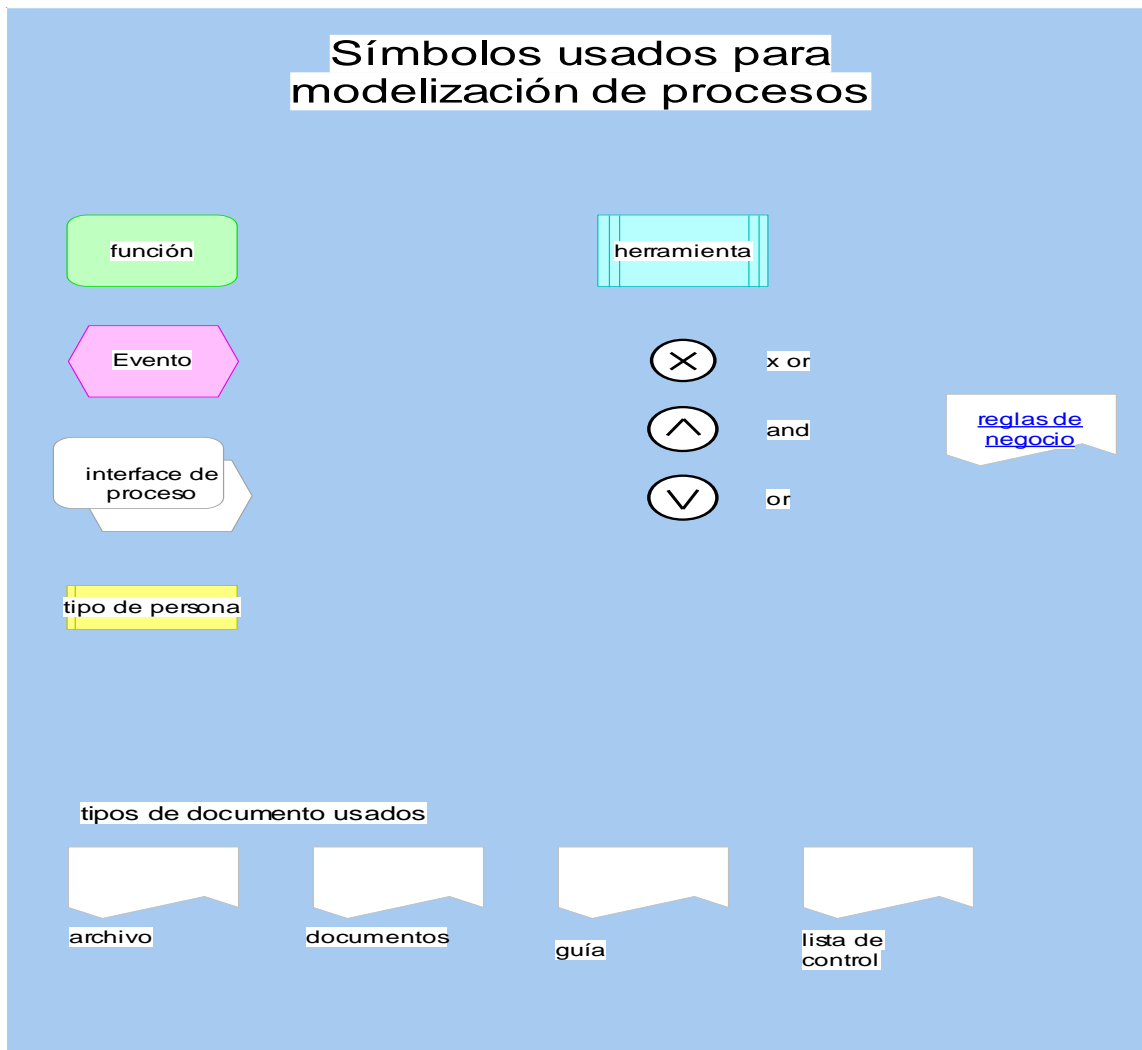 Símbolos usados para
modelización de procesos
función
herramienta
Evento
x or
and
or
reglas de
negocio
interface de
proceso
tipo de persona
tipos de documento usados
archivo
documentos
guía
lista de
control